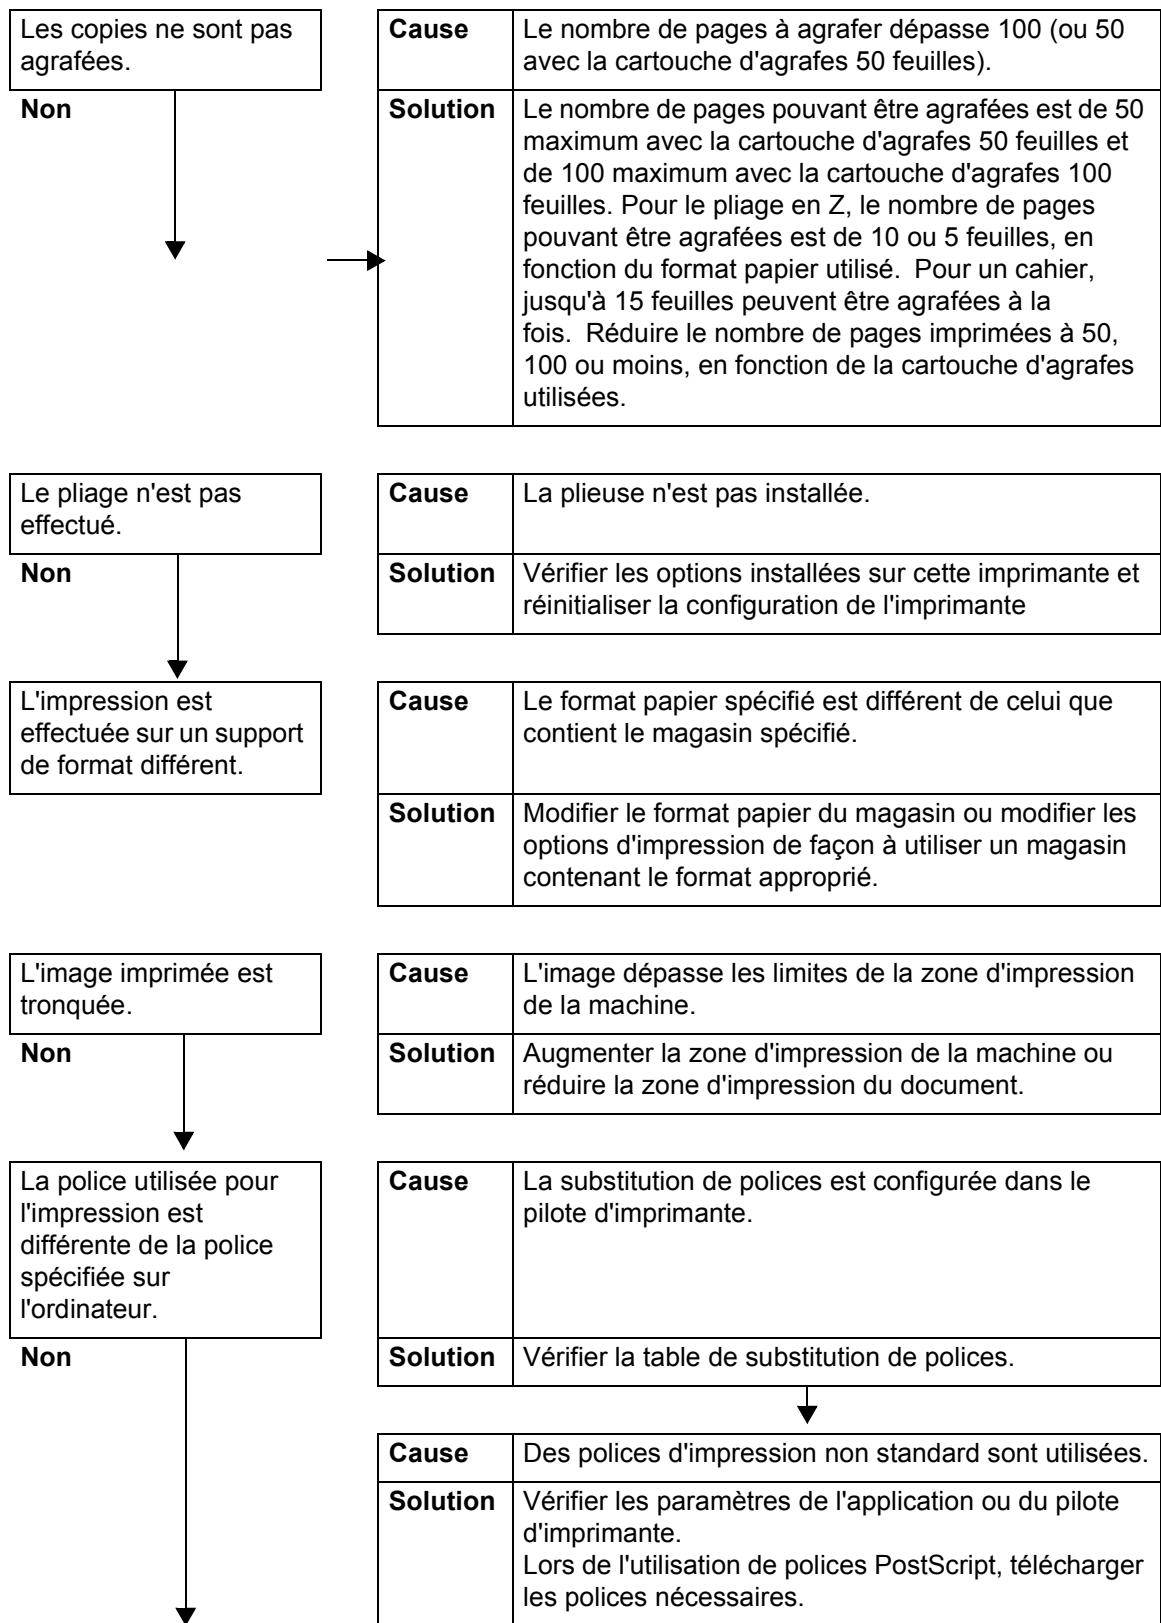 Les copies ne sont pas
agrafées.
Cause
Le nombre de pages à agrafer dépasse 100 (ou 50
avec la cartouche d'agrafes 50 feuilles).
Non
Solution
Le nombre de pages pouvant être agrafées est de 50
maximum avec la cartouche d'agrafes 50 feuilles et
de 100 maximum avec la cartouche d'agrafes 100
feuilles. Pour le pliage en Z, le nombre de pages
pouvant être agrafées est de 10 ou 5 feuilles, en
fonction du format papier utilisé.  Pour un cahier,
jusqu'à 15 feuilles peuvent être agrafées à la
fois.  Réduire le nombre de pages imprimées à 50,
100 ou moins, en fonction de la cartouche d'agrafes
utilisées.
Le pliage n'est pas
effectué.
Cause
La plieuse n'est pas installée.
Non
Solution
Vérifier les options installées sur cette imprimante et
réinitialiser la configuration de l'imprimante
L'impression est
effectuée sur un support
de format différent.
Cause
Le format papier spécifié est différent de celui que
contient le magasin spécifié.
Solution
Modifier le format papier du magasin ou modifier les
options d'impression de façon à utiliser un magasin
contenant le format approprié.
L'image imprimée est
tronquée.
Cause
L'image dépasse les limites de la zone d'impression
de la machine.
Non
Solution
Augmenter la zone d'impression de la machine ou
réduire la zone d'impression du document.
La police utilisée pour
l'impression est
différente de la police
spécifiée sur
l'ordinateur.
Cause
La substitution de polices est configurée dans le
pilote d'imprimante.
Non
Solution
Vérifier la table de substitution de polices.
Cause
Des polices d'impression non standard sont utilisées.
Solution
Vérifier les paramètres de l'application ou du pilote
d'imprimante.
Lors de l'utilisation de polices PostScript, télécharger
les polices nécessaires.